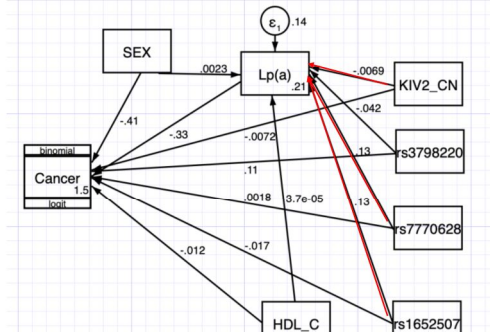 ε1 .14
SEX
.0023
Lp(a)
.21
-.0069
KIV2_CN
-.042
-.41
-.33
-.0072
rs3798220
.13
binomial
Cancer
1.5
logit
.11
.0018
3.7e-05
.13
rs7770628
-.012
-.017
HDL_C
rs1652507